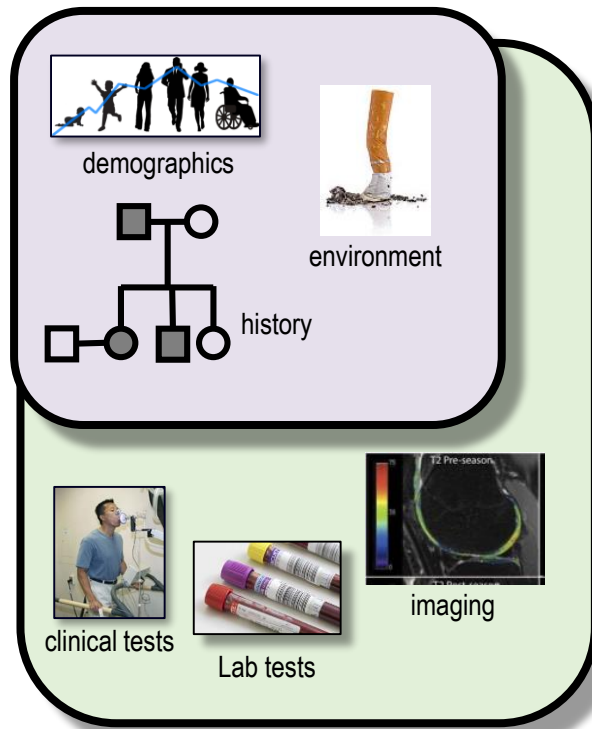 demographics
environment
history
T2 Pre-season
clinical tests
Lab tests
imaging